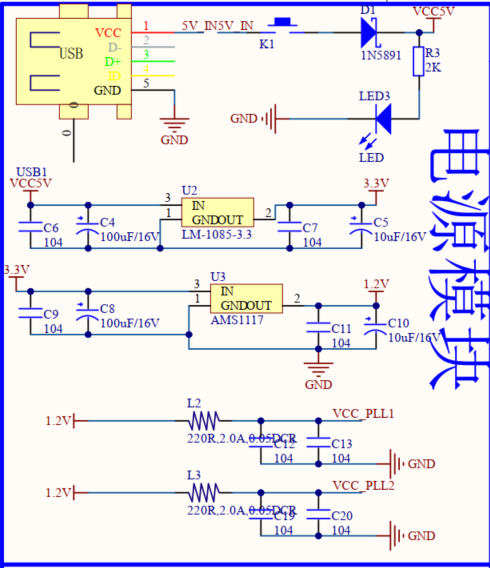 USB
VCC 1
D- 2
D+ 3
ID 4
GND 5
0
0
USB1
5V_IN5V_IN
K1
D1
1N5891
VCC5V
R3
2K
GND
LED3
LED
GND
VCC5V
C6
104
C4
100uF/16V
U2
3 IN
1 GNDOUT 2
LM-1085-3.3
C7
104
3.3V
C5
10uF/16V
3.3V
C9
104
C8
100uF/16V
U3
3 IN
1 GNDOUT 2
AMS1117
C11
104
1.2V
C10
10uF/16V
GND
1.2V
L2
220R,2.0A,0.05DCR
VCC_PLL1
C12
104
C13
104
GND
1.2V
L3
220R,2.0A,0.05DCR
VCC_PLL2
C19
104
C20
104
GND
电源模块